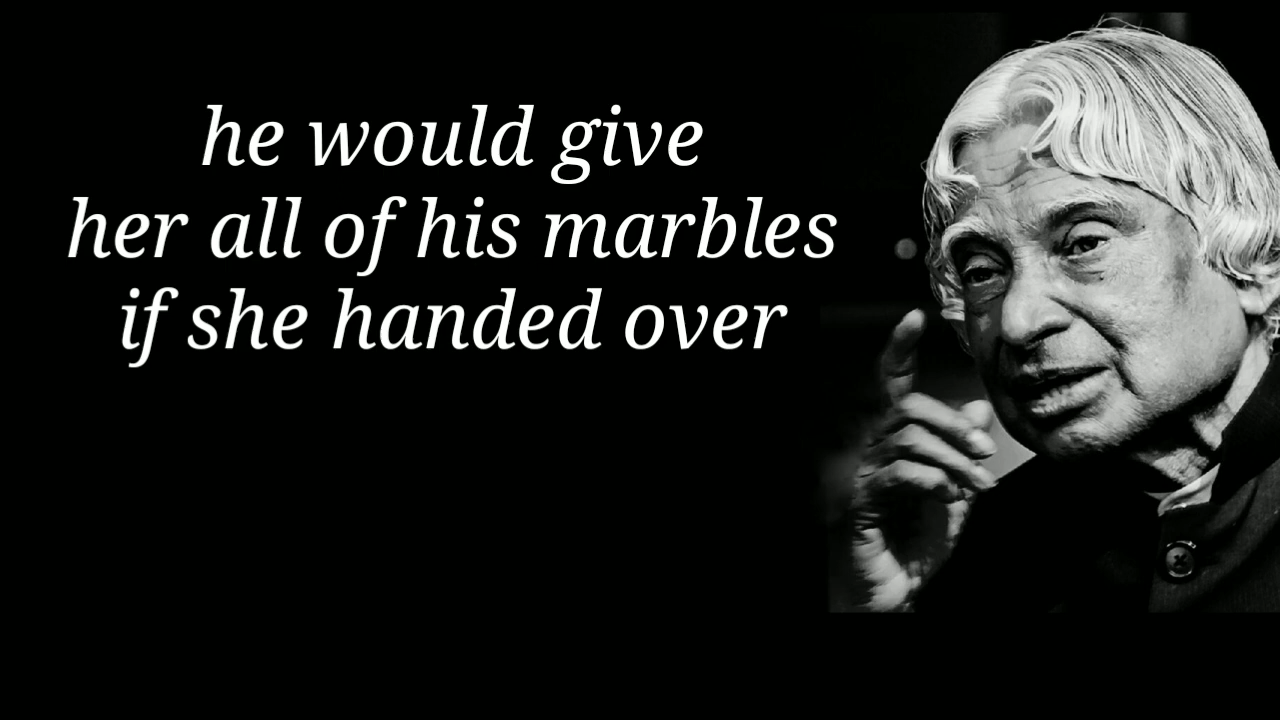 he would give
her all of his marbles
if she handed over